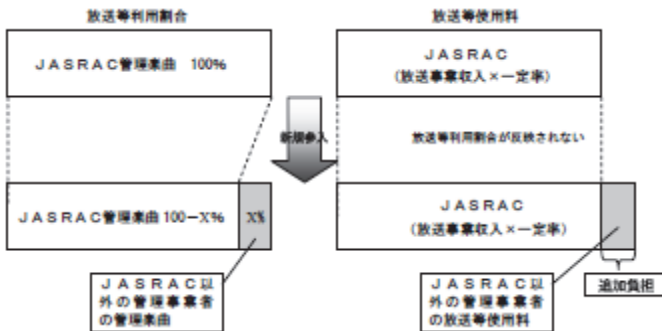 放送等利用割合
放送等使用料
JASRAC管理楽曲 100%
JASRAC
(放送事業収入×一定率)
新規参入
放送等利用割合が反映されない
JASRAC管理楽曲 100-X%
X%
JASRAC
(放送事業収入×一定率)
JASRAC以
外の管理事業者
の管理楽曲
JASRAC以
外の管理事業者
の放送等使用料
追加負担